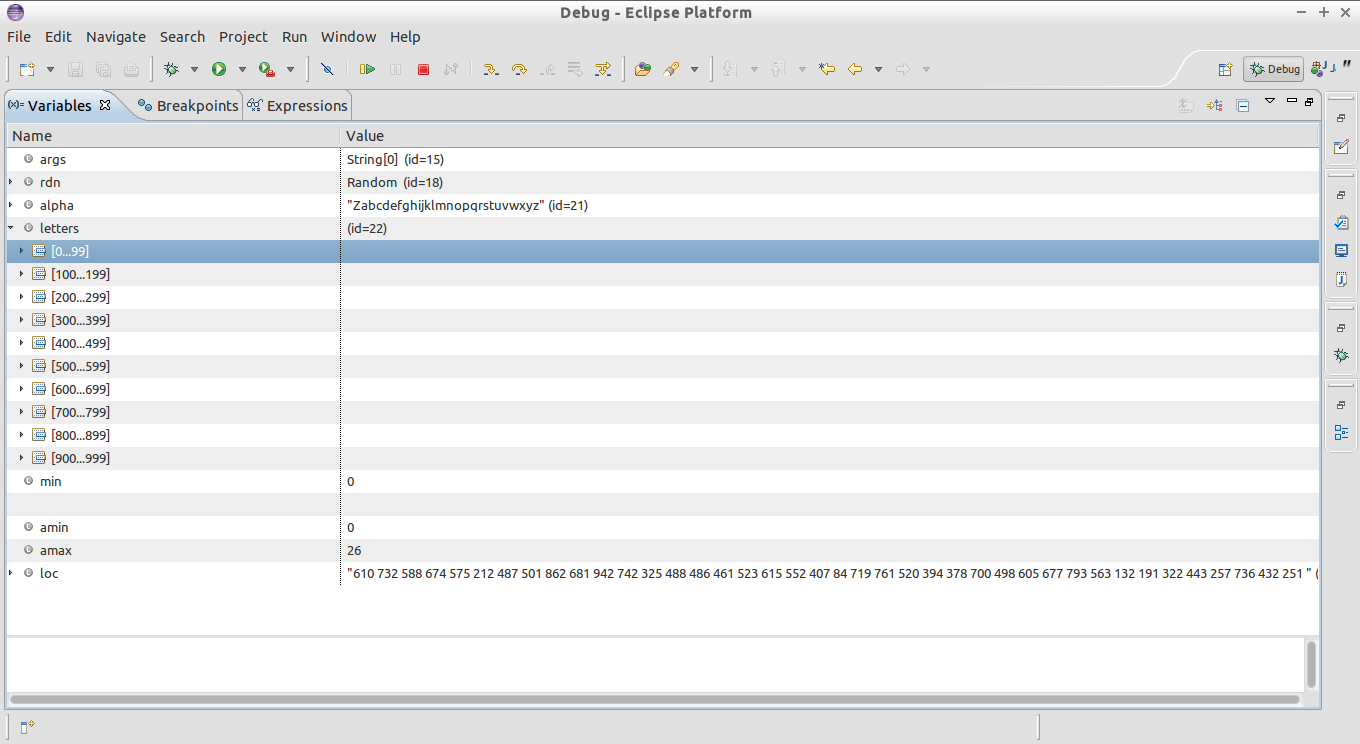 Debug - Eclipse Platform
File Edit Navigate Search Project Run Window Help
Debug
(x)= Variables Breakpoints Expressions
Name Value
args String[0] (id=15)
rdn Random (id=18)
alpha "Zabcdefghijklmnopqrstuvwxyz" (id=21)
letters (id=22)
[0...99]
[100...199]
[200...299]
[300...399]
[400...499]
[500...599]
[600...699]
[700...799]
[800...899]
[900...999]
min 0
amin 0
amax 26
loc "610 732 588 674 575 212 487 501 862 681 942 742 325 488 486 461 523 615 552 407 84 719 761 520 394 378 700 498 605 677 793 563 132 191 322 443 257 736 432 251 " (